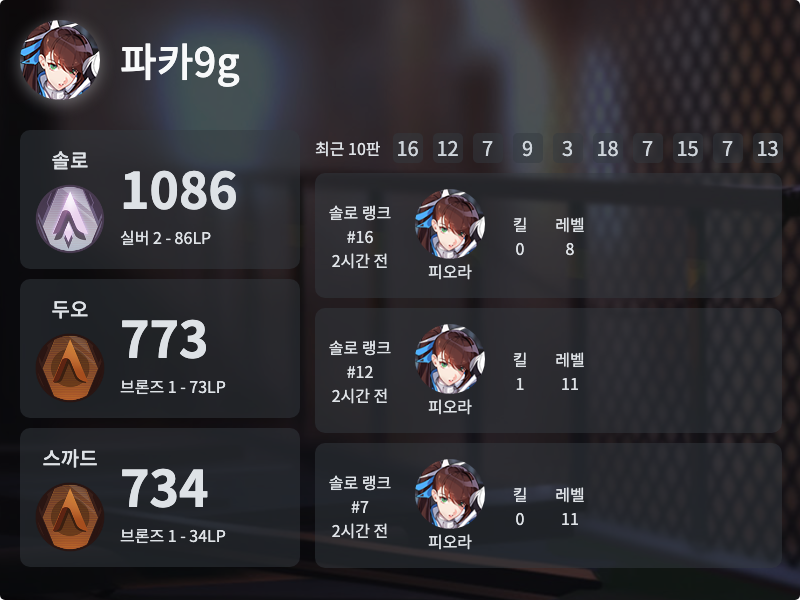 파카9g
솔로
1086
실버 2 - 86LP
두오
773
브론즈 1 - 73LP
스쿼드
734
브론즈 1 - 34LP
최근 10판 16 12 7 9 3 18 7 15 7 13
솔로 랭크
#16
2시간 전
피오라
킬 레벨
0 8
솔로 랭크
#12
2시간 전
피오라
킬 레벨
1 11
솔로 랭크
#7
2시간 전
피오라
킬 레벨
0 11